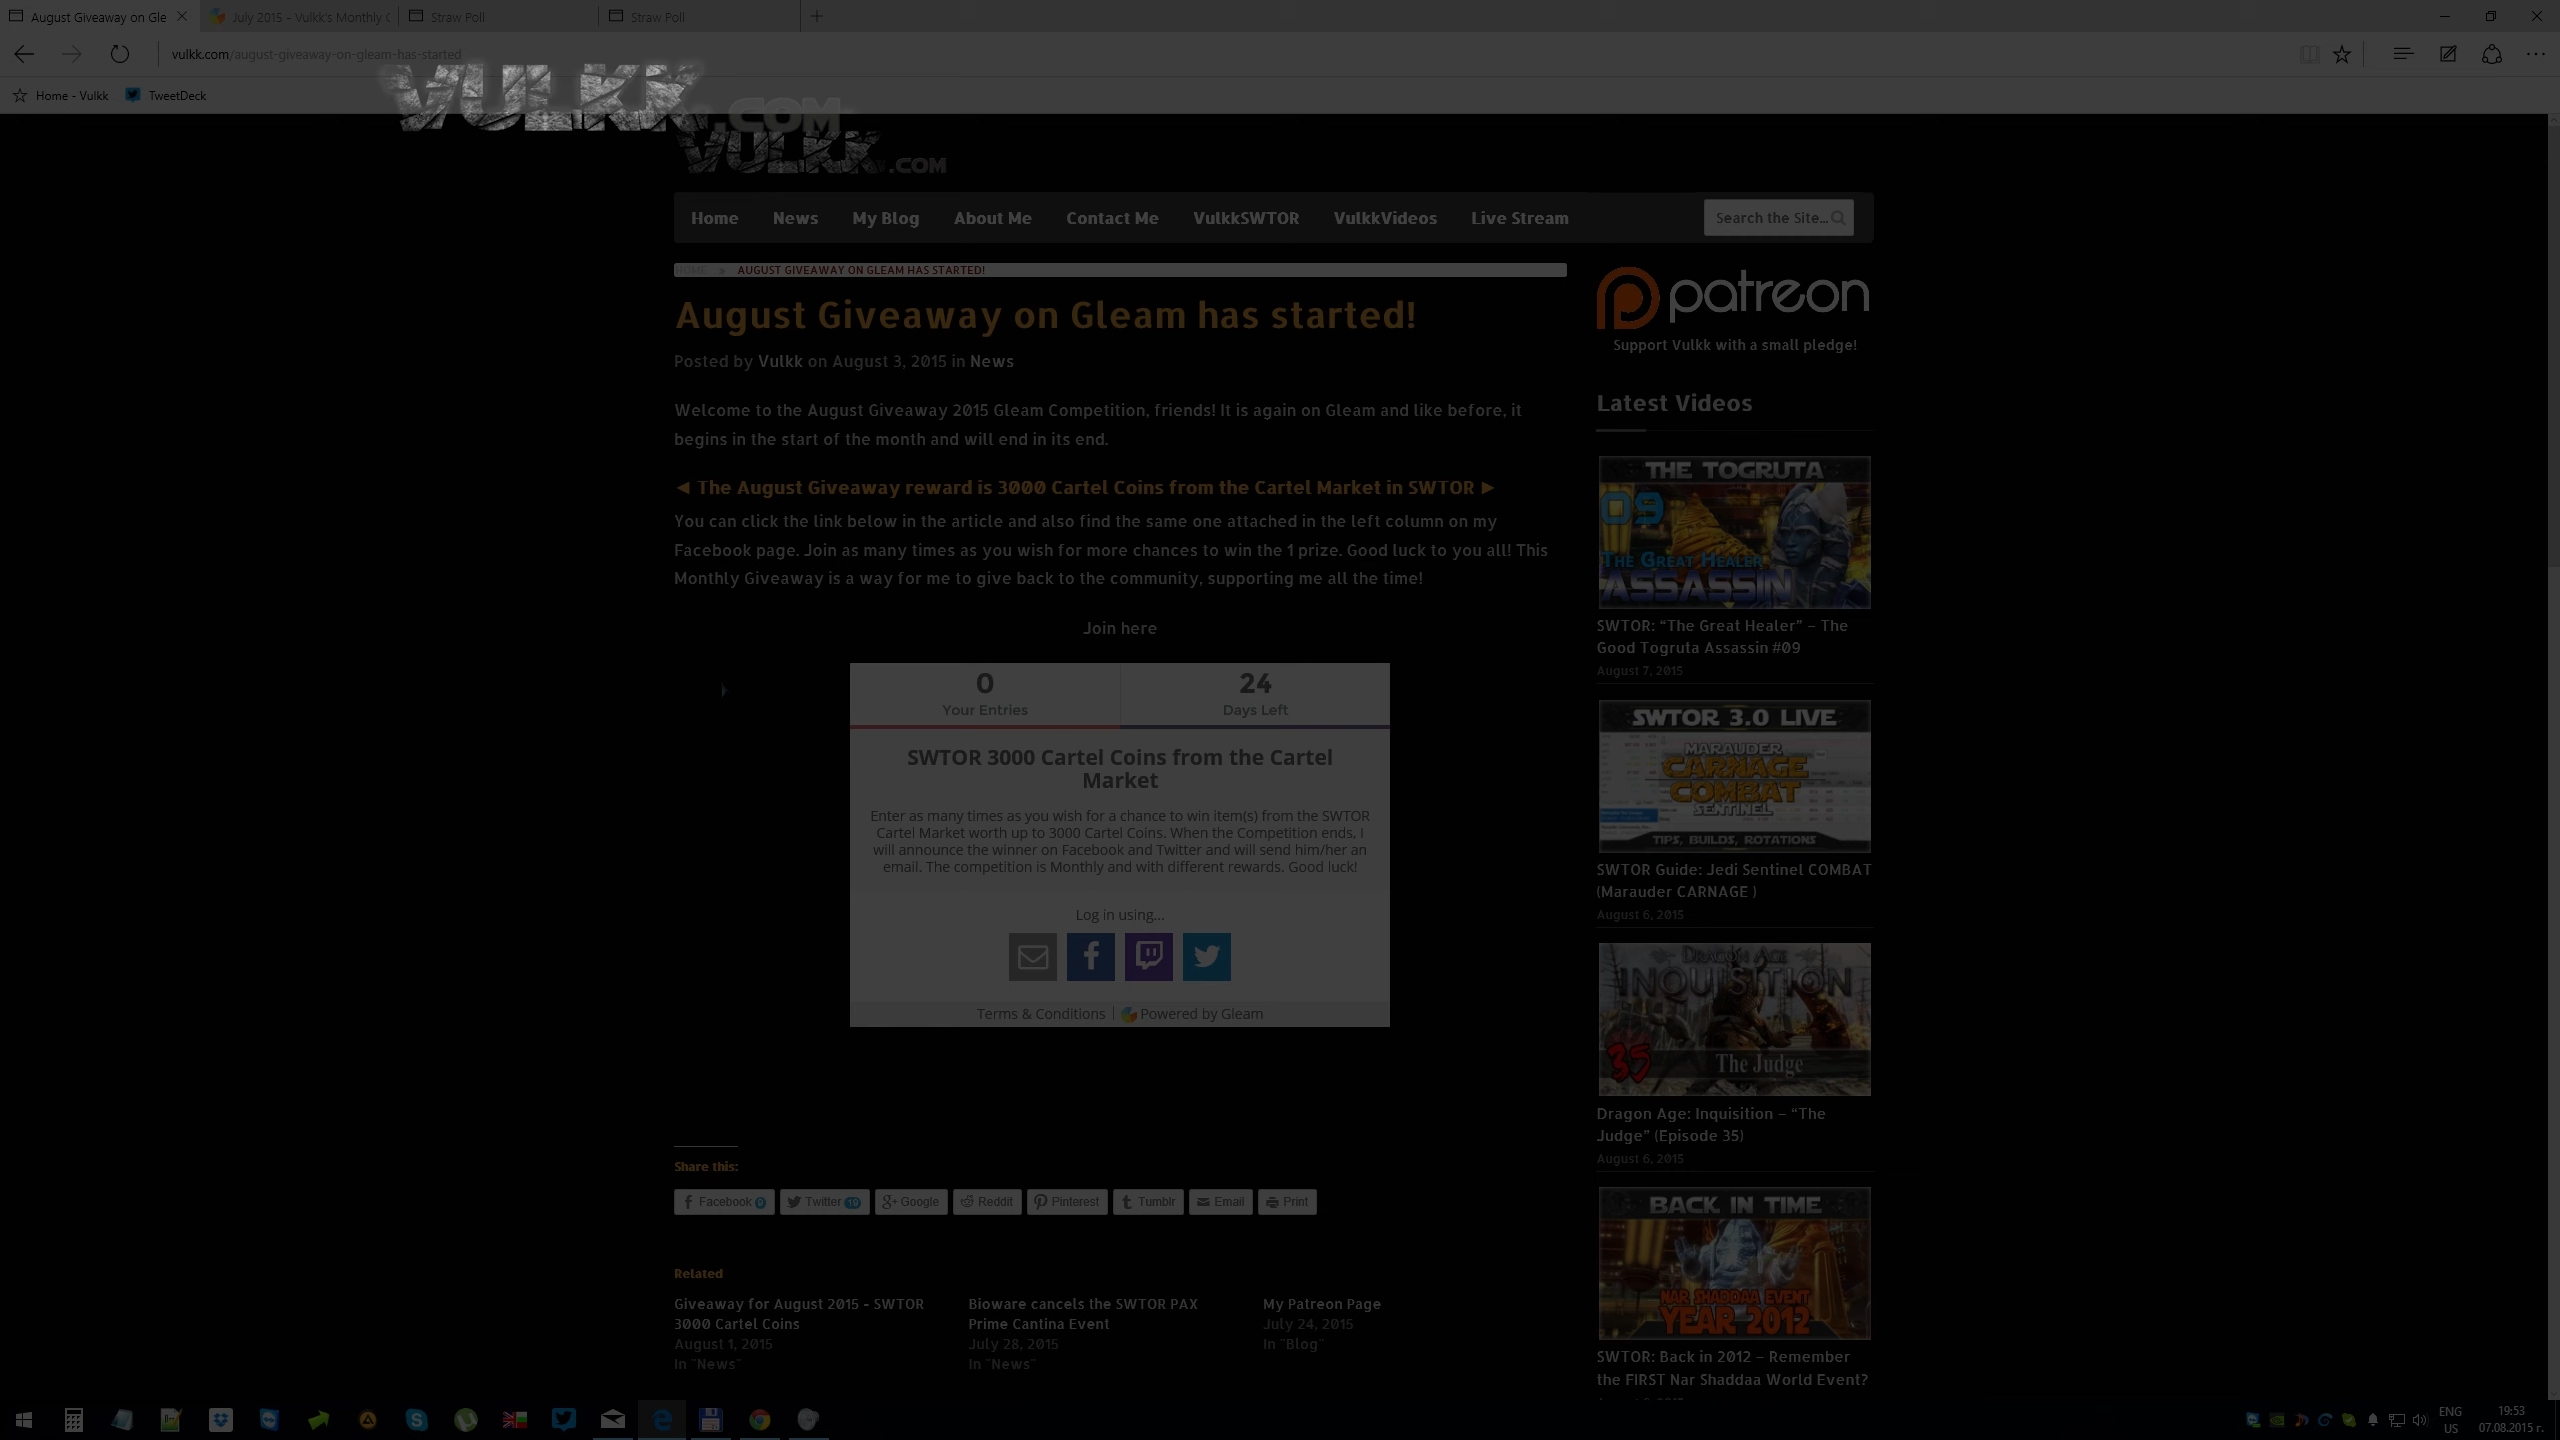 August Giveaway on Gle
July 2015 - Vulkk's Monthly
Straw Poll
Straw Poll
vulkk.com/august-giveaway-on-gleam-has-started
Home - Vulkk
TweetDeck
VULKK.COM
VULKK.COM
Home
News
My Blog
About Me
Contact Me
VulkkSWTOR
VulkkVideos
Live Stream
Search the Site...
HOME » AUGUST GIVEAWAY ON GLEAM HAS STARTED!
August Giveaway on Gleam has started!
Posted by Vulkk on August 3, 2015 in News
Welcome to the August Giveaway 2015 Gleam Competition, friends! It is again on Gleam and like before, it
begins in the start of the month and will end in its end.
◄ The August Giveaway reward is 3000 Cartel Coins from the Cartel Market in SWTOR ►
You can click the link below in the article and also find the same one attached in the left column on my
Facebook page. Join as many times as you wish for more chances to win the 1 prize. Good luck to you all! This
Monthly Giveaway is a way for me to give back to the community, supporting me all the time!
Join here
0
Your Entries
24
Days Left
SWTOR 3000 Cartel Coins from the Cartel
Market
Enter as many times as you wish for a chance to win item(s) from the SWTOR
Cartel Market worth up to 3000 Cartel Coins. When the Competition ends, I
will announce the winner on Facebook and Twitter and will send him/her an
email. The competition is Monthly and with different rewards. Good luck!
Log in using...
Terms & Conditions | Powered by Gleam
Share this:
Facebook 9
Twitter 10
Google
Reddit
Pinterest
Tumblr
Email
Print
Related
Giveaway for August 2015 - SWTOR
3000 Cartel Coins
August 1, 2015
In "News"
Bioware cancels the SWTOR PAX
Prime Cantina Event
July 28, 2015
In "News"
My Patreon Page
July 24, 2015
In "Blog"
patreon
Support Vulkk with a small pledge!
Latest Videos
THE TOGRUTA
09
THE GREAT HEALER
ASSASSIN
SWTOR: “The Great Healer” – The
Good Togruta Assassin #09
August 7, 2015
SWTOR 3.0 LIVE
MARAUDER
CARNAGE
COMBAT
SENTINEL
TIPS, BUILDS, ROTATIONS
SWTOR Guide: Jedi Sentinel COMBAT
(Marauder CARNAGE )
August 6, 2015
DRAGON AGE
INQUISITION
35
The Judge
Dragon Age: Inquisition – “The
Judge” (Episode 35)
August 6, 2015
BACK IN TIME
NAR SHADDAA EVENT
YEAR 2012
SWTOR: Back in 2012 – Remember
the FIRST Nar Shaddaa World Event?
ENG
US
19:53
07.08.2015 г.